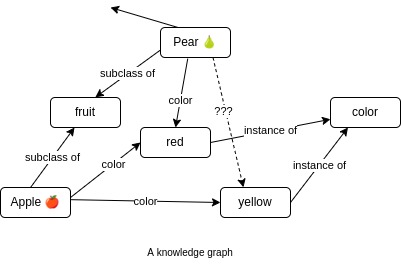 Pear 🍐
subclass of
color
???
fruit
color
red
instance of
subclass of
color
instance of
Apple 🍎
color
yellow
A knowledge graph